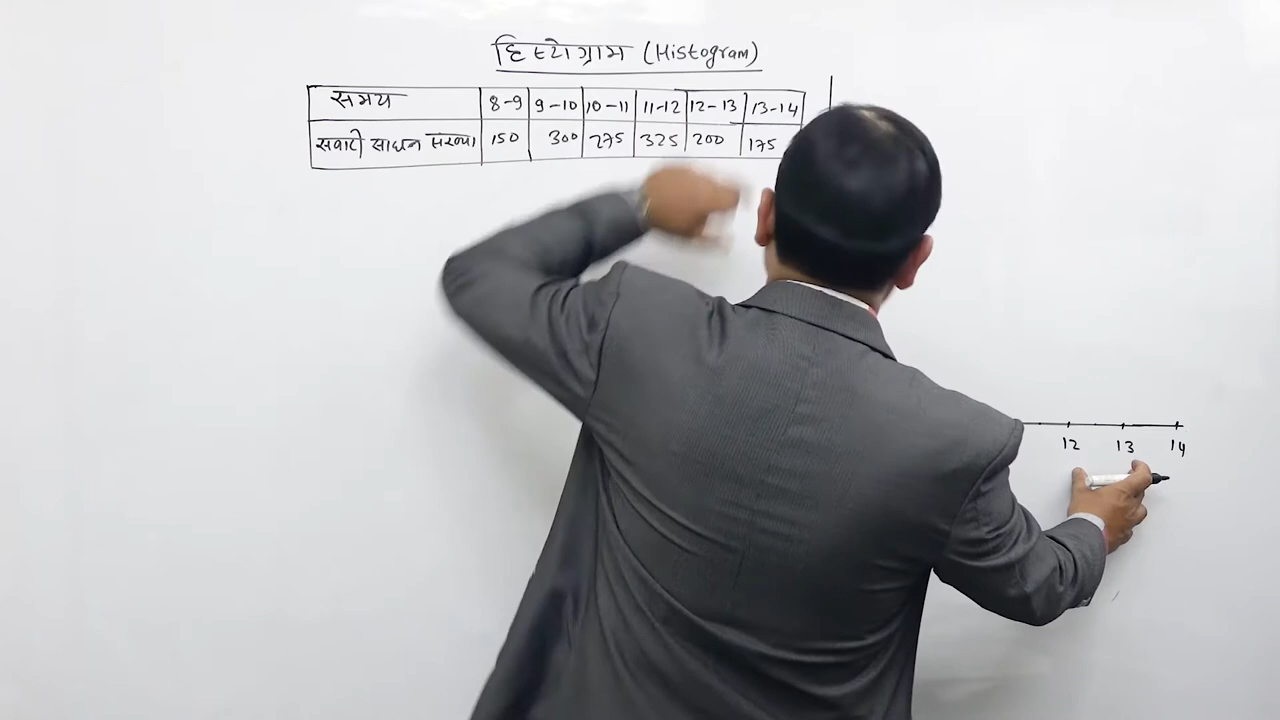 हिस्टोग्राम (Histogram)
समय 8-9 9-10 10-11 11-12 12-13 13-14
सवारी साधन संख्या 150 300 275 325 200 175
12 13 14